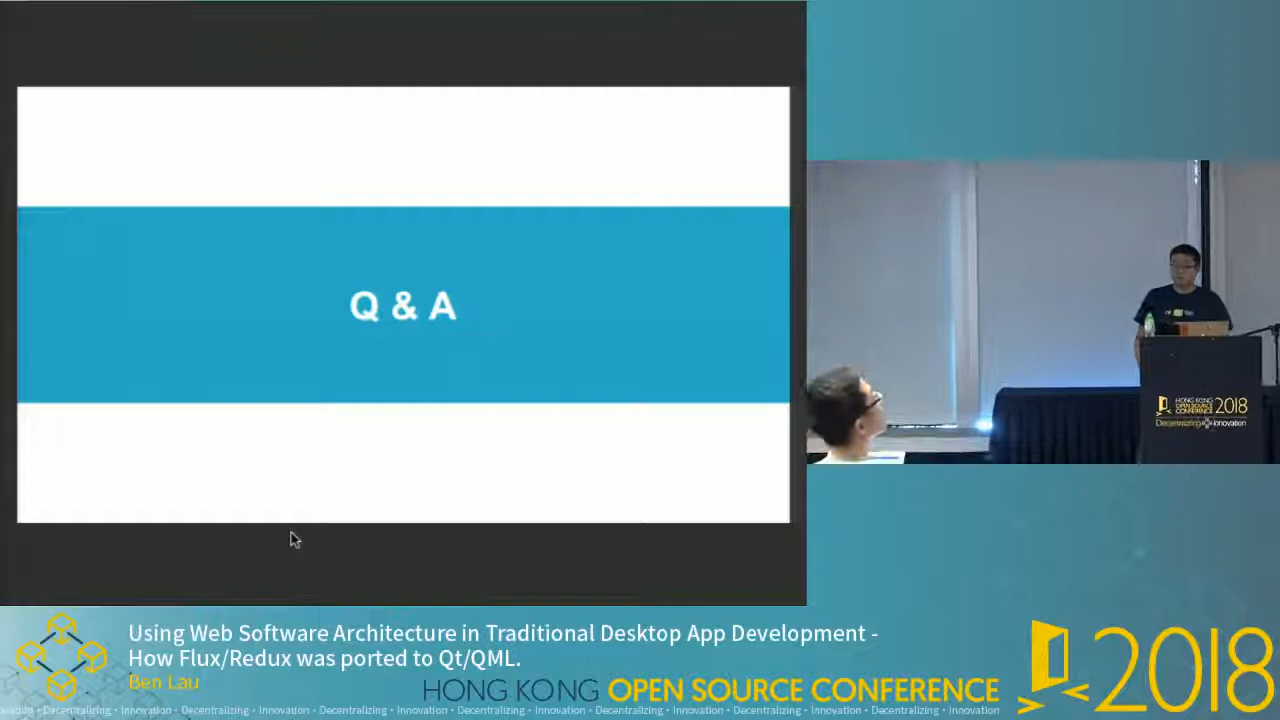 Q & A
HONG KONG
OPEN SOURCE
CONFERENCE 2018
Decentralizing Innovation
Using Web Software Architecture in Traditional Desktop App Development -
How Flux/Redux was ported to Qt/QML.
Ben Lau
HONG KONG OPEN SOURCE CONFERENCE 2018
ovation • Decentralizing • Innovation • Decentralizing • Innovation • Decentralizing • Innovation • Decentralizing • Innovation • Decentralizing • Innovation • Decentralizing • Innovation • Decentralizing • Innovation